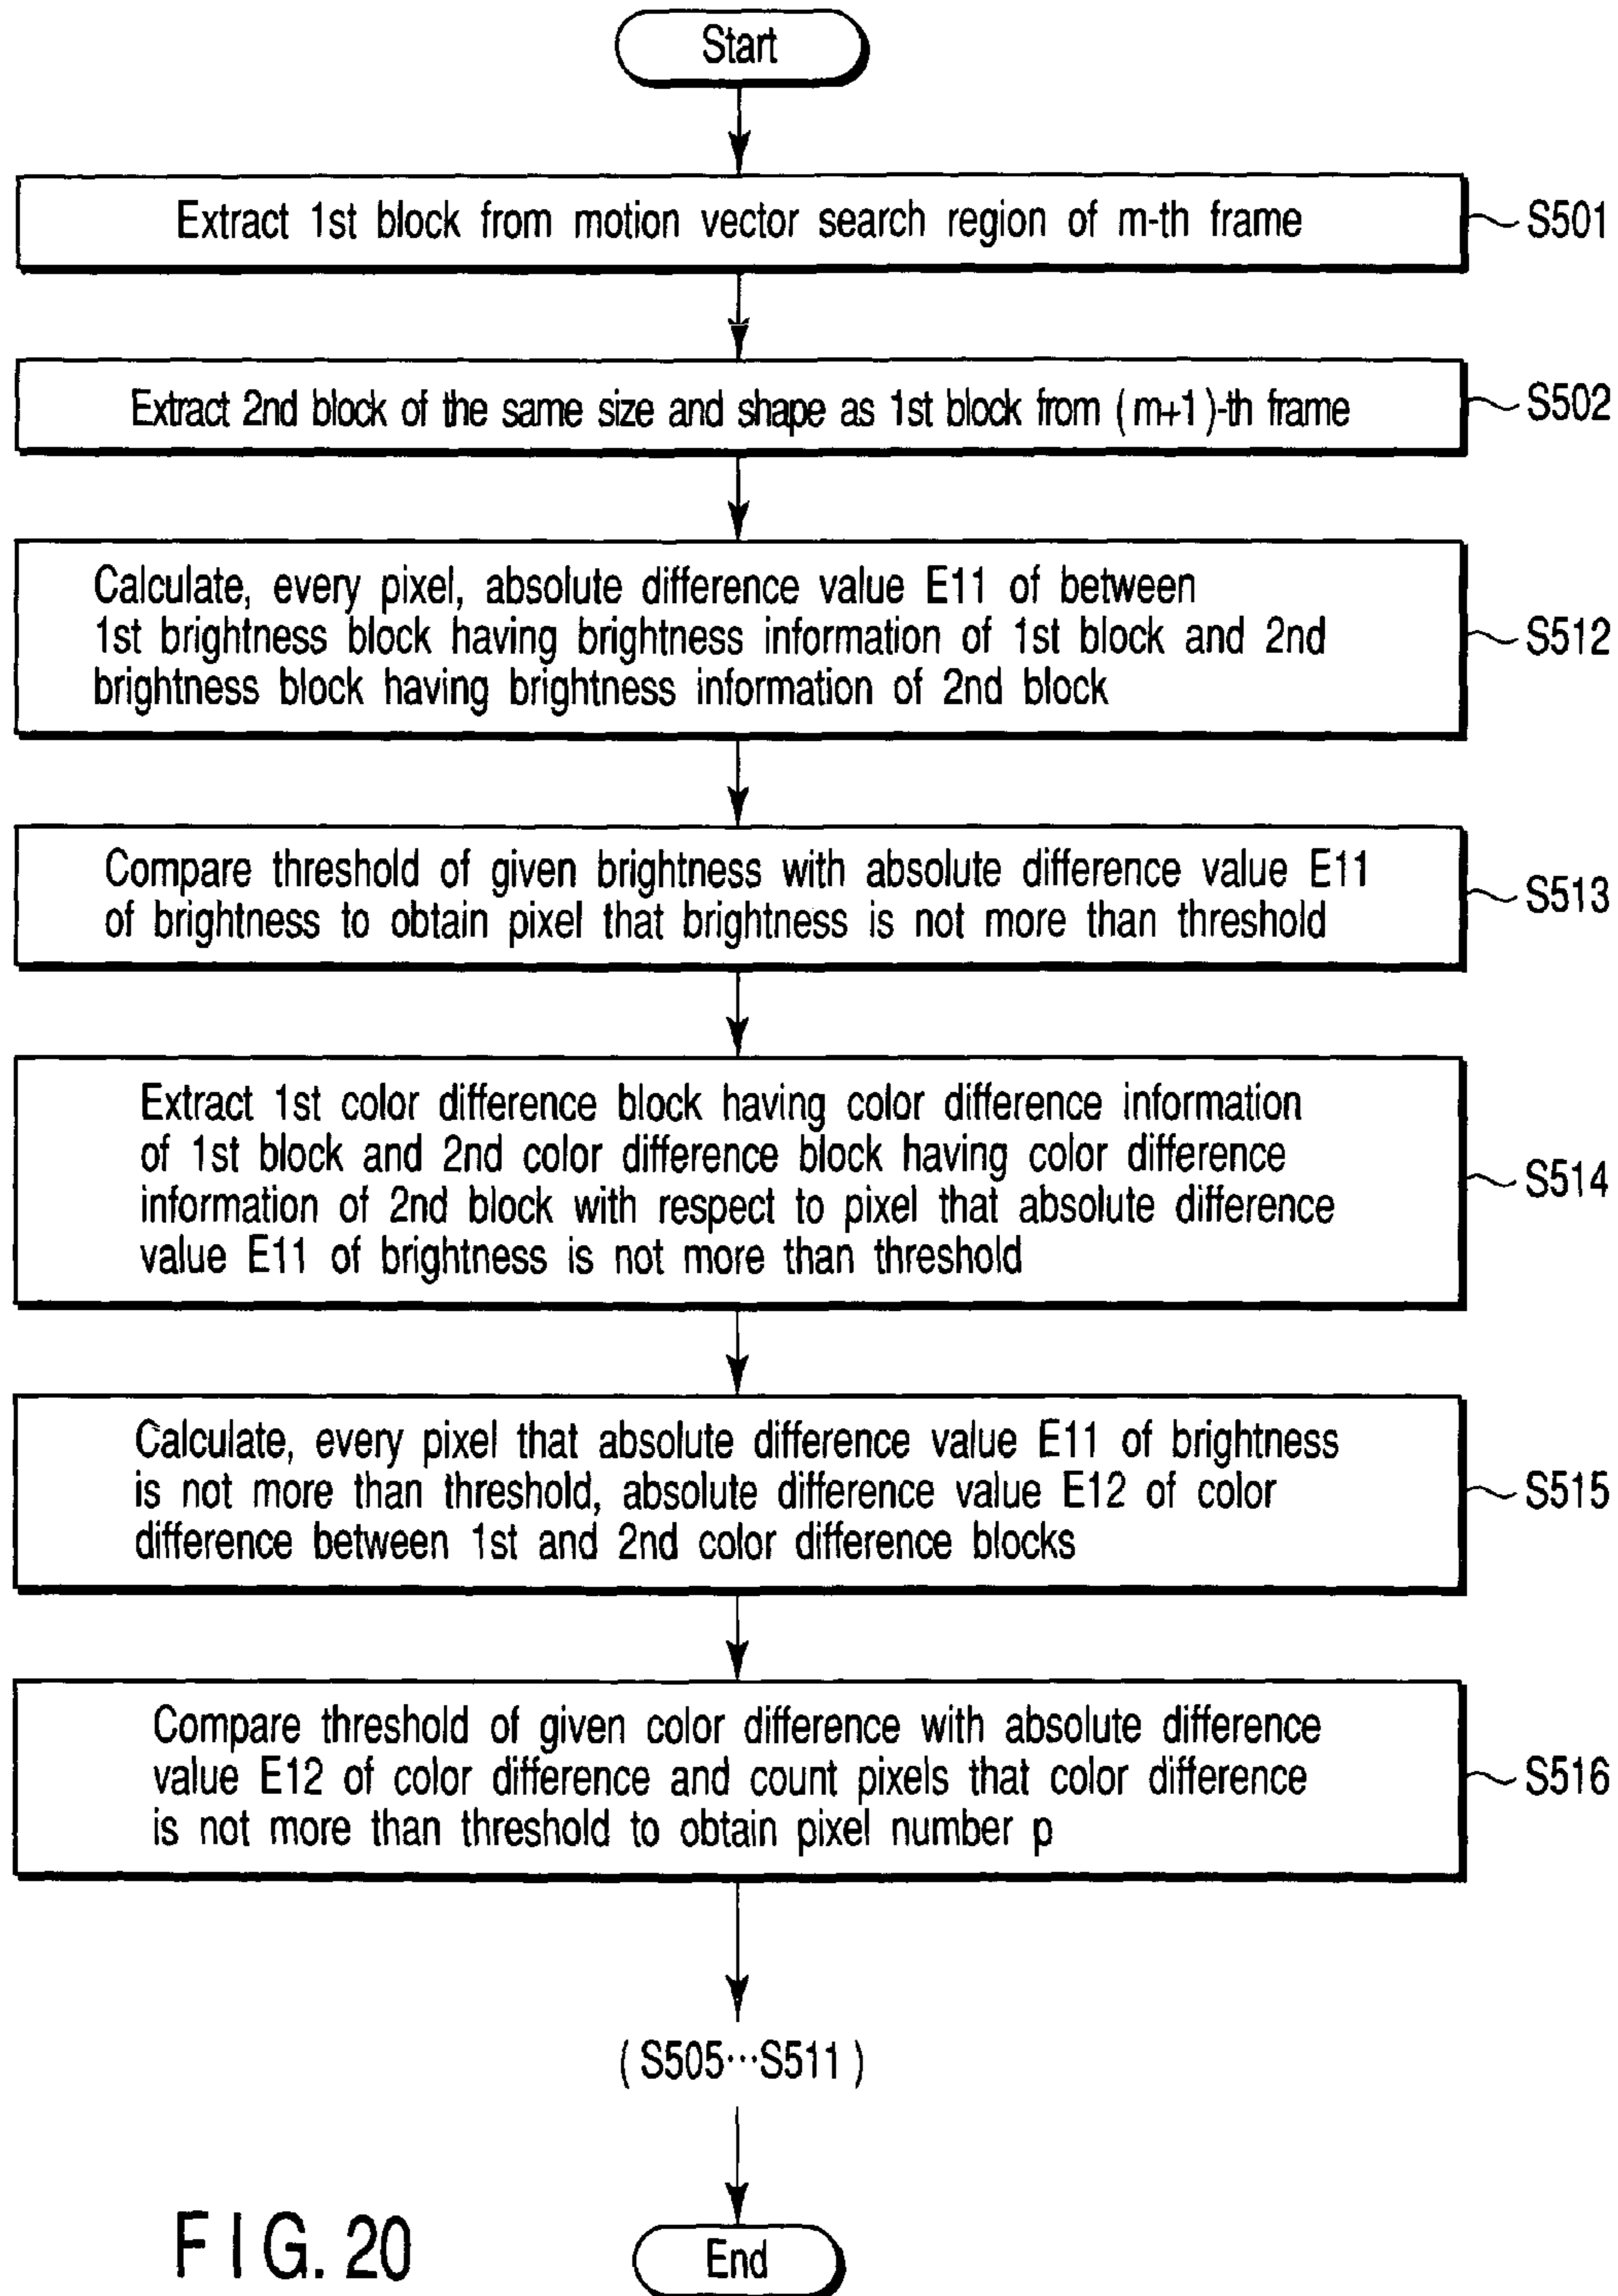 Start
Extract 1st block from motion vector search region of m-th frame
S501
Extract 2nd block of the same size and shape as 1st block from (m+1)-th frame
S502
Calculate, every pixel, absolute difference value E11 of between
1st brightness block having brightness information of 1st block and 2nd
brightness block having brightness information of 2nd block
S512
Compare threshold of given brightness with absolute difference value E11
of brightness to obtain pixel that brightness is not more than threshold
S513
Extract 1st color difference block having color difference information
of 1st block and 2nd color difference block having color difference
information of 2nd block with respect to pixel that absolute difference
value E11 of brightness is not more than threshold
S514
Calculate, every pixel that absolute difference value E11 of brightness
is not more than threshold, absolute difference value E12 of color
difference between 1st and 2nd color difference blocks
S515
Compare threshold of given color difference with absolute difference
value E12 of color difference and count pixels that color difference
is not more than threshold to obtain pixel number p
S516
(S505···S511)
End
FIG. 20